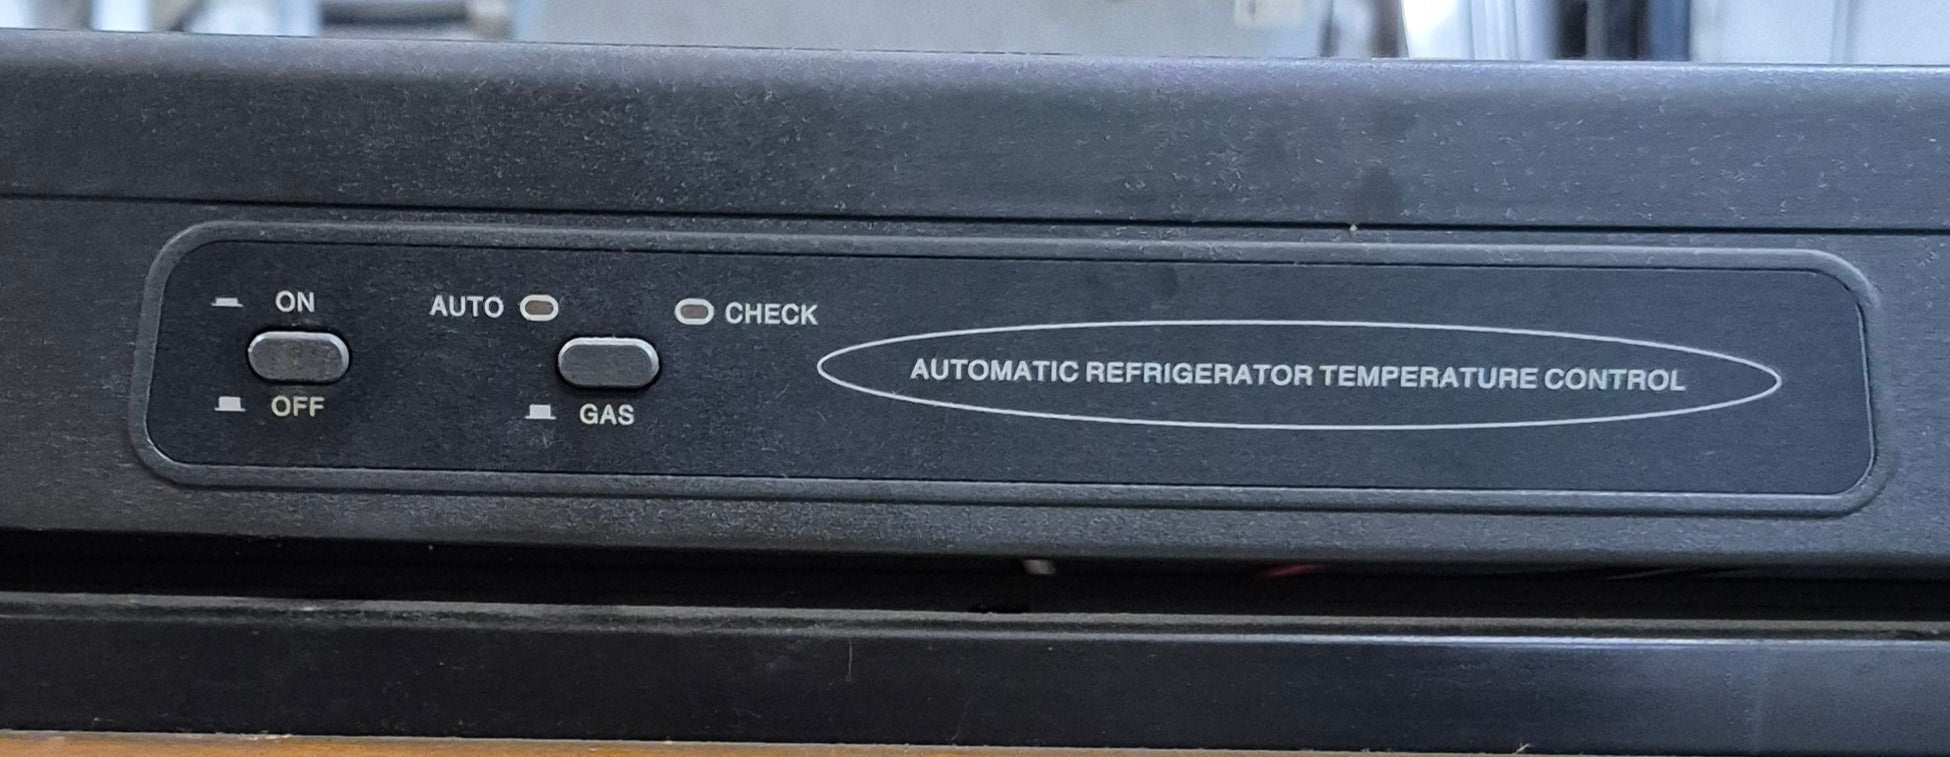 ON
OFF
AUTO
GAS
CHECK
AUTOMATIC REFRIGERATOR TEMPERATURE CONTROL